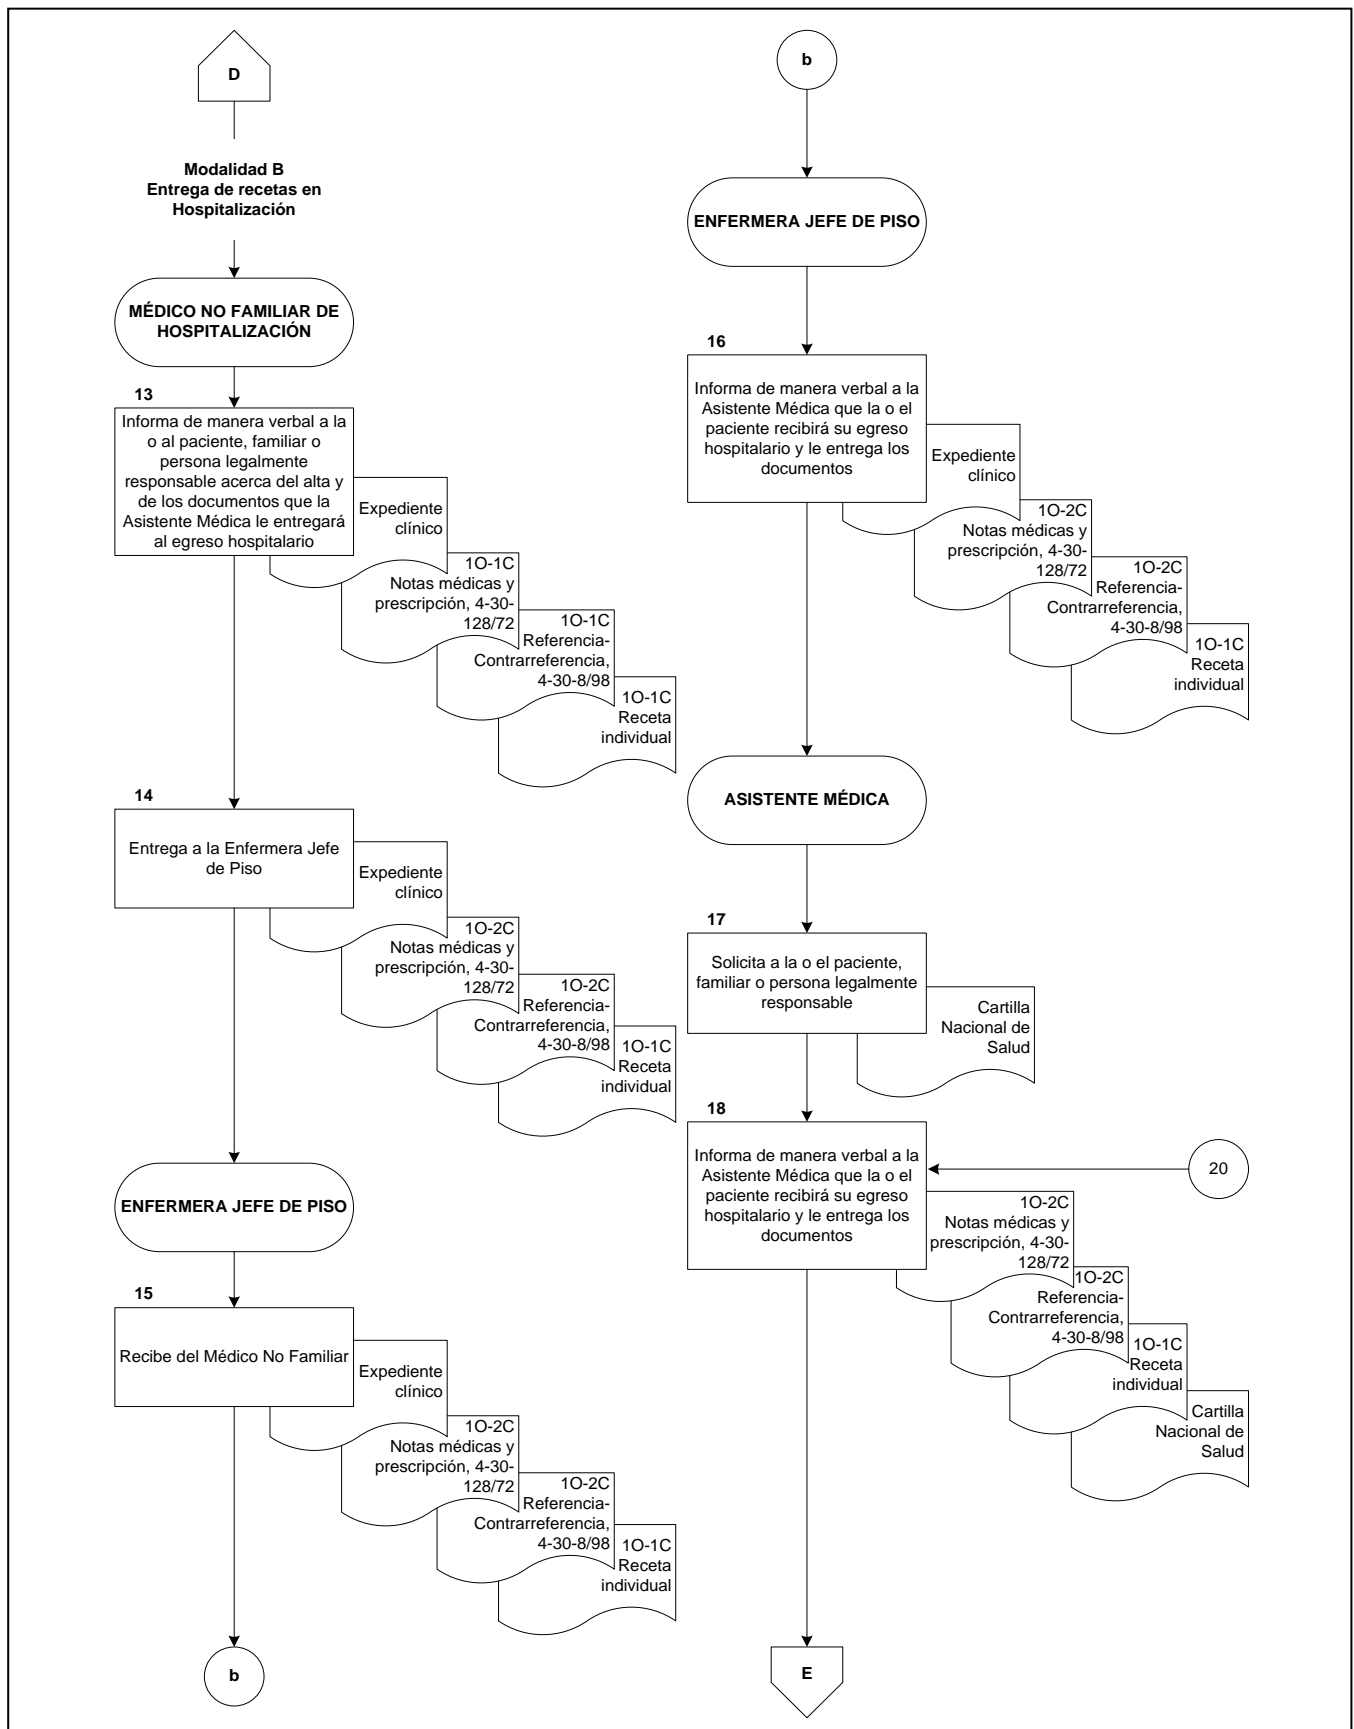 D
Modalidad B
Entrega de recetas en
Hospitalización
MÉDICO NO FAMILIAR DE
HOSPITALIZACIÓN
13
Informa de manera verbal a la
o al paciente, familiar o
persona legalmente
responsable acerca del alta y
de los documentos que la
Asistente Médica le entregará
al egreso hospitalario
Expediente
clínico
1O-1C
Notas médicas y
prescripción, 4-30-
128/72
1O-1C
Referencia-
Contrarreferencia,
4-30-8/98
1O-1C
Receta
individual
14
Entrega a la Enfermera Jefe
de Piso
Expediente
clínico
1O-2C
Notas médicas y
prescripción, 4-30-
128/72
1O-2C
Referencia-
Contrarreferencia,
4-30-8/98
1O-1C
Receta
individual
ENFERMERA JEFE DE PISO
15
Recibe del Médico No Familiar
Expediente
clínico
1O-2C
Notas médicas y
prescripción, 4-30-
128/72
1O-2C
Referencia-
Contrarreferencia,
4-30-8/98
1O-1C
Receta
individual
b
b
ENFERMERA JEFE DE PISO
16
Informa de manera verbal a la
Asistente Médica que la o el
paciente recibirá su egreso
hospitalario y le entrega los
documentos
Expediente
clínico
1O-2C
Notas médicas y
prescripción, 4-30-
128/72
1O-2C
Referencia-
Contrarreferencia,
4-30-8/98
1O-1C
Receta
individual
ASISTENTE MÉDICA
17
Solicita a la o el paciente,
familiar o persona legalmente
responsable
Cartilla
Nacional de
Salud
18
Informa de manera verbal a la
Asistente Médica que la o el
paciente recibirá su egreso
hospitalario y le entrega los
documentos
20
1O-2C
Notas médicas y
prescripción, 4-30-
128/72
1O-2C
Referencia-
Contrarreferencia,
4-30-8/98
1O-1C
Receta
individual
Cartilla
Nacional de
Salud
E